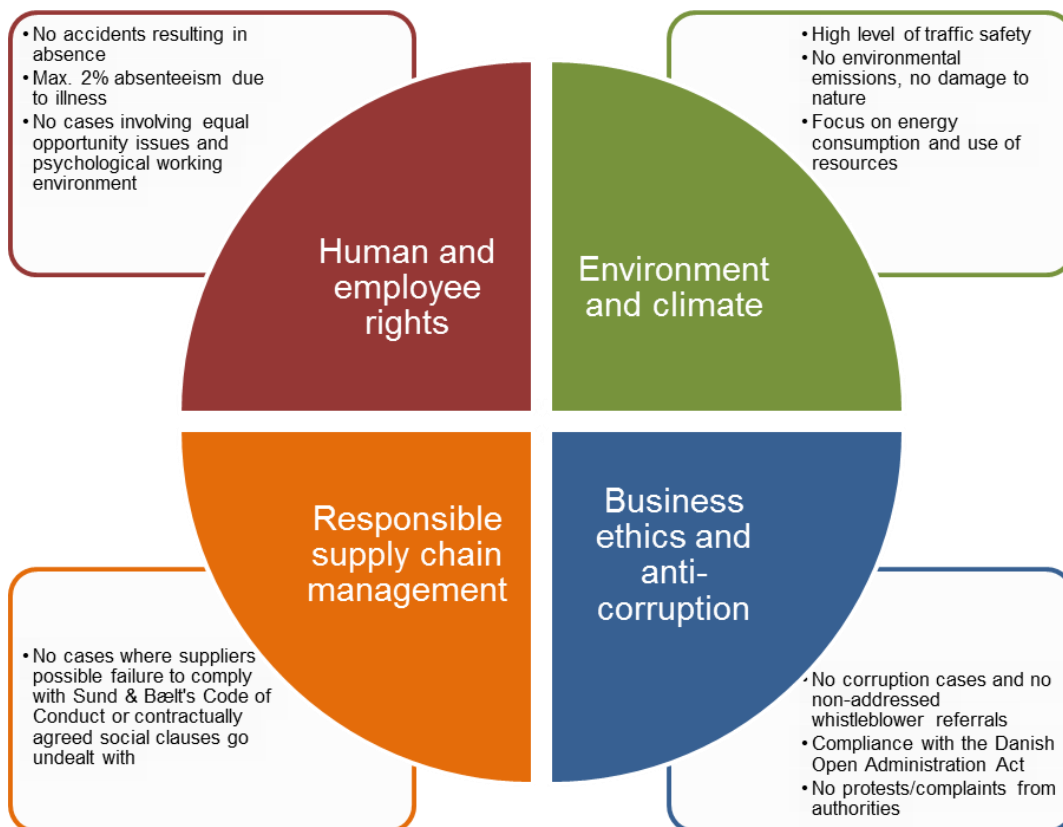 • No accidents resulting in
absence
• Max. 2% absenteeism due
to illness
• No cases involving equal
opportunity issues and
psychological working
environment
• High level of traffic safety
• No environmental
emissions, no damage to
nature
• Focus on energy
consumption and use of
resources
Human and
employee
rights
Environment
and climate
Responsible
supply chain
management
Business
ethics and
anti-
corruption
• No cases where suppliers
possible failure to comply
with Sund & Bælt's Code of
Conduct or contractually
agreed social clauses go
undealt with
• No corruption cases and no
non-addressed
whistleblower referrals
• Compliance with the Danish
Open Administration Act
• No protests/complaints from
authorities